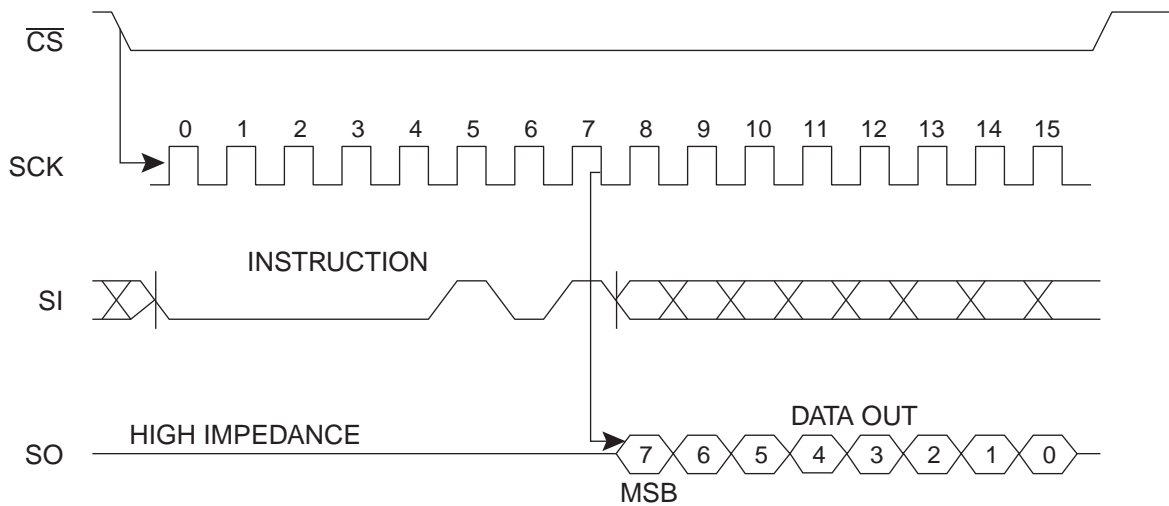 CS
0 1 2 3 4 5 6 7 8 9 10 11 12 13 14 15
SCK
INSTRUCTION
SI
DATA OUT
HIGH IMPEDANCE
SO
7 6 5 4 3 2 1 0
MSB